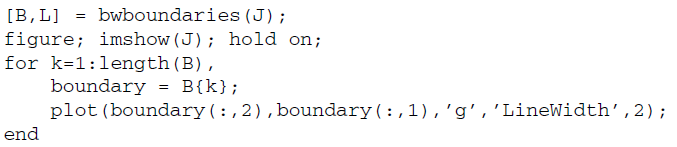 [B,L] = bwboundaries(J);
figure; imshow(J); hold on;
for k=1:length(B),
    boundary = B{k};
    plot(boundary(:,2),boundary(:,1),’g’,’LineWidth’,2);
end